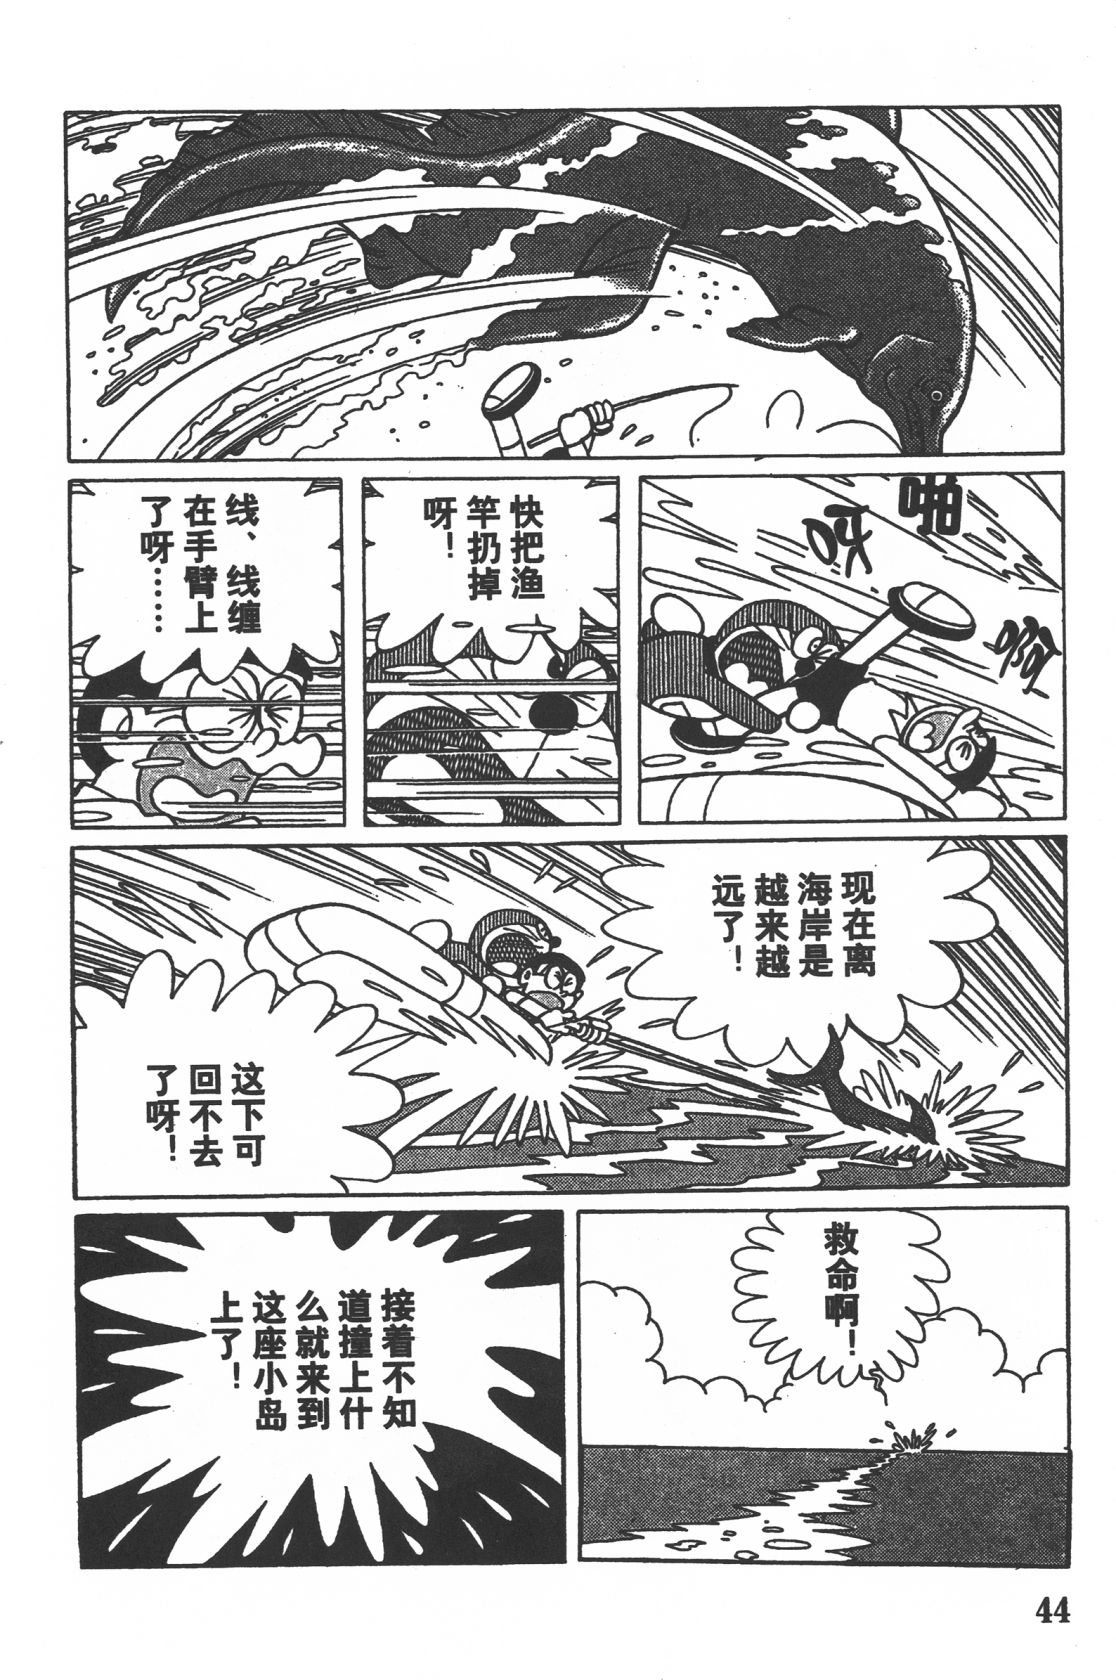 啪
呀
啊
快把渔
竿扔掉
呀！
线、线缠
在手臂上
了呀……
现在离
海岸是
越来越
远了！
这下可
回不去
了呀！
救命啊！
接着不知
道撞上什
么就来到
这座小岛
上了！
44